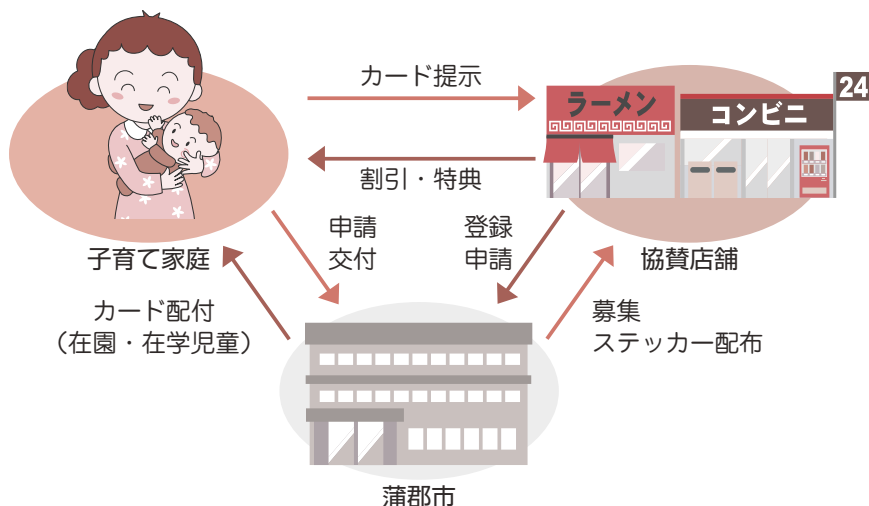 カード提示
ラーメン
コンビニ
24
割引・特典
子育て家庭
申請
交付
登録
申請
協賛店舗
カード配付
（在園・在学児童）
募集
ステッカー配布
蒲郡市